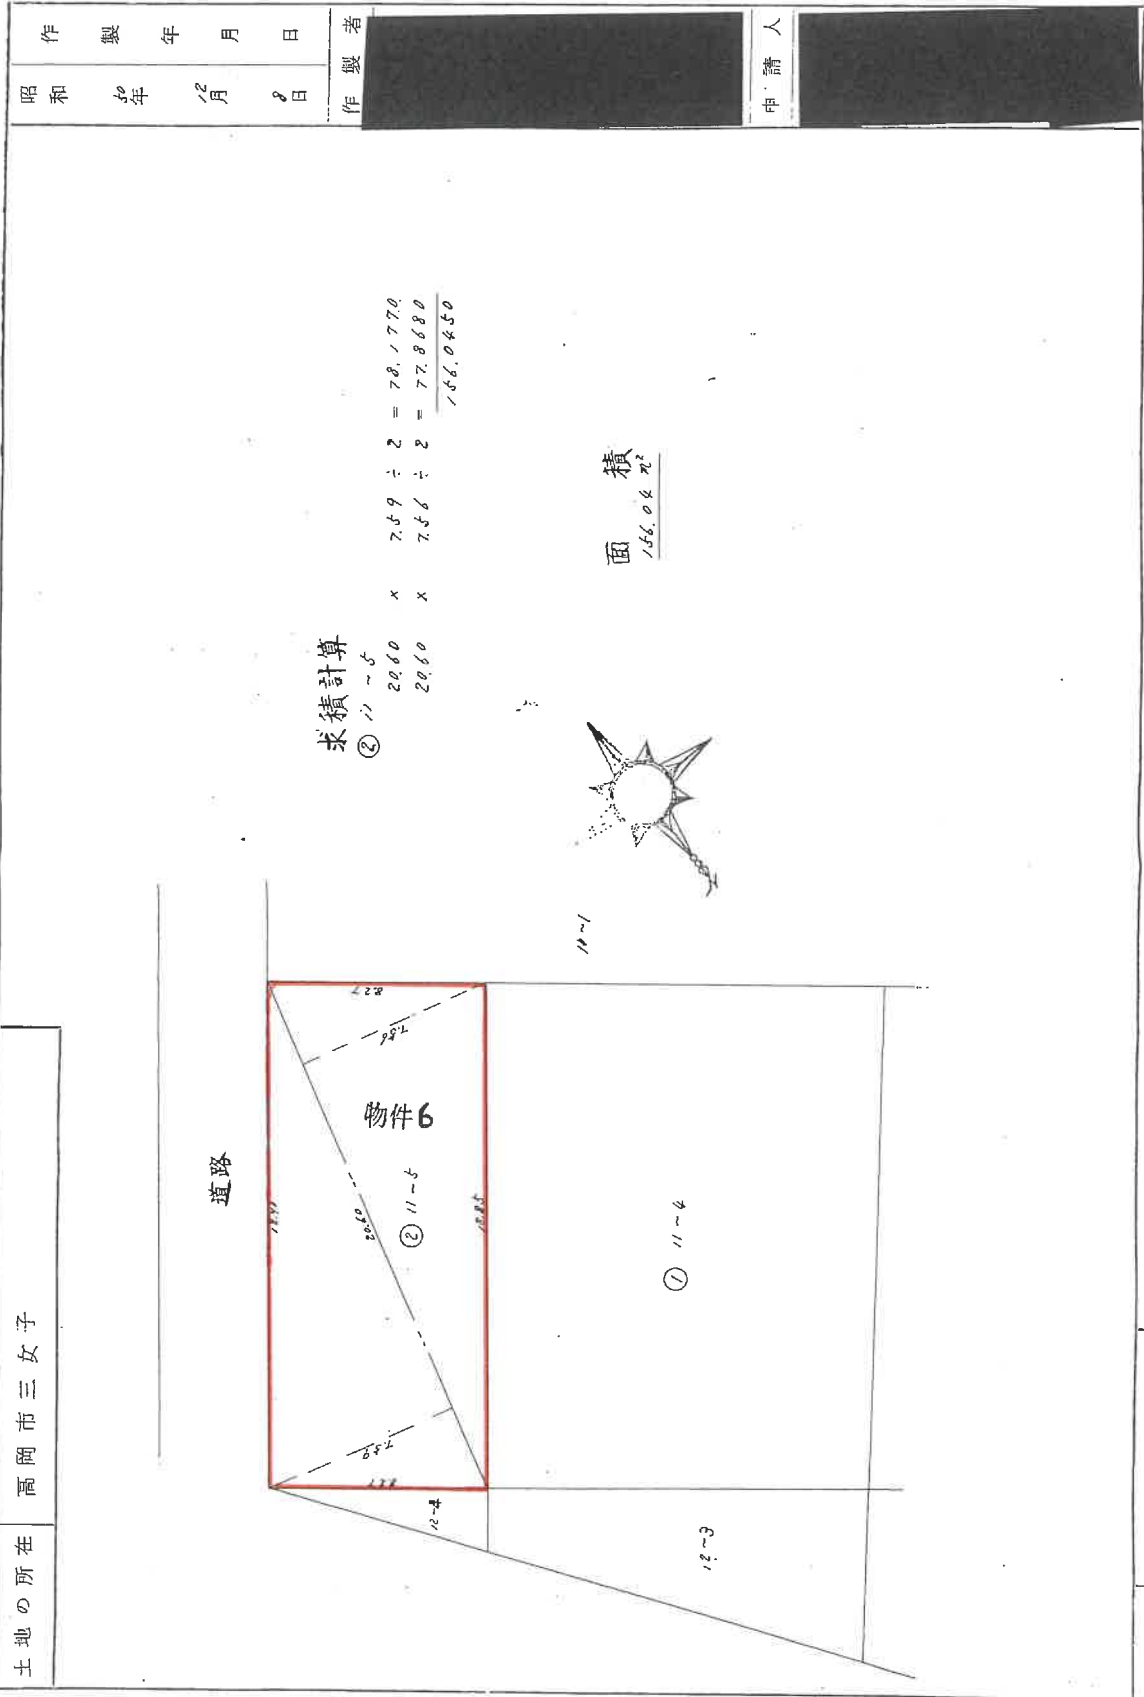 土地の所在 高岡市三女子
作製年月日
昭和50年12月8日
作製者
申請人
道路
18.91
8.27
7.56
物件6
20.60
② 11~5
18.85
7.59
8.27
12-4
12~3
① 11~4
求積計算
② 11~5
20.60 × 7.59 ÷ 2 = 78.1770
20.60 × 7.56 ÷ 2 = 77.8680
156.0450
面積
156.04 m²